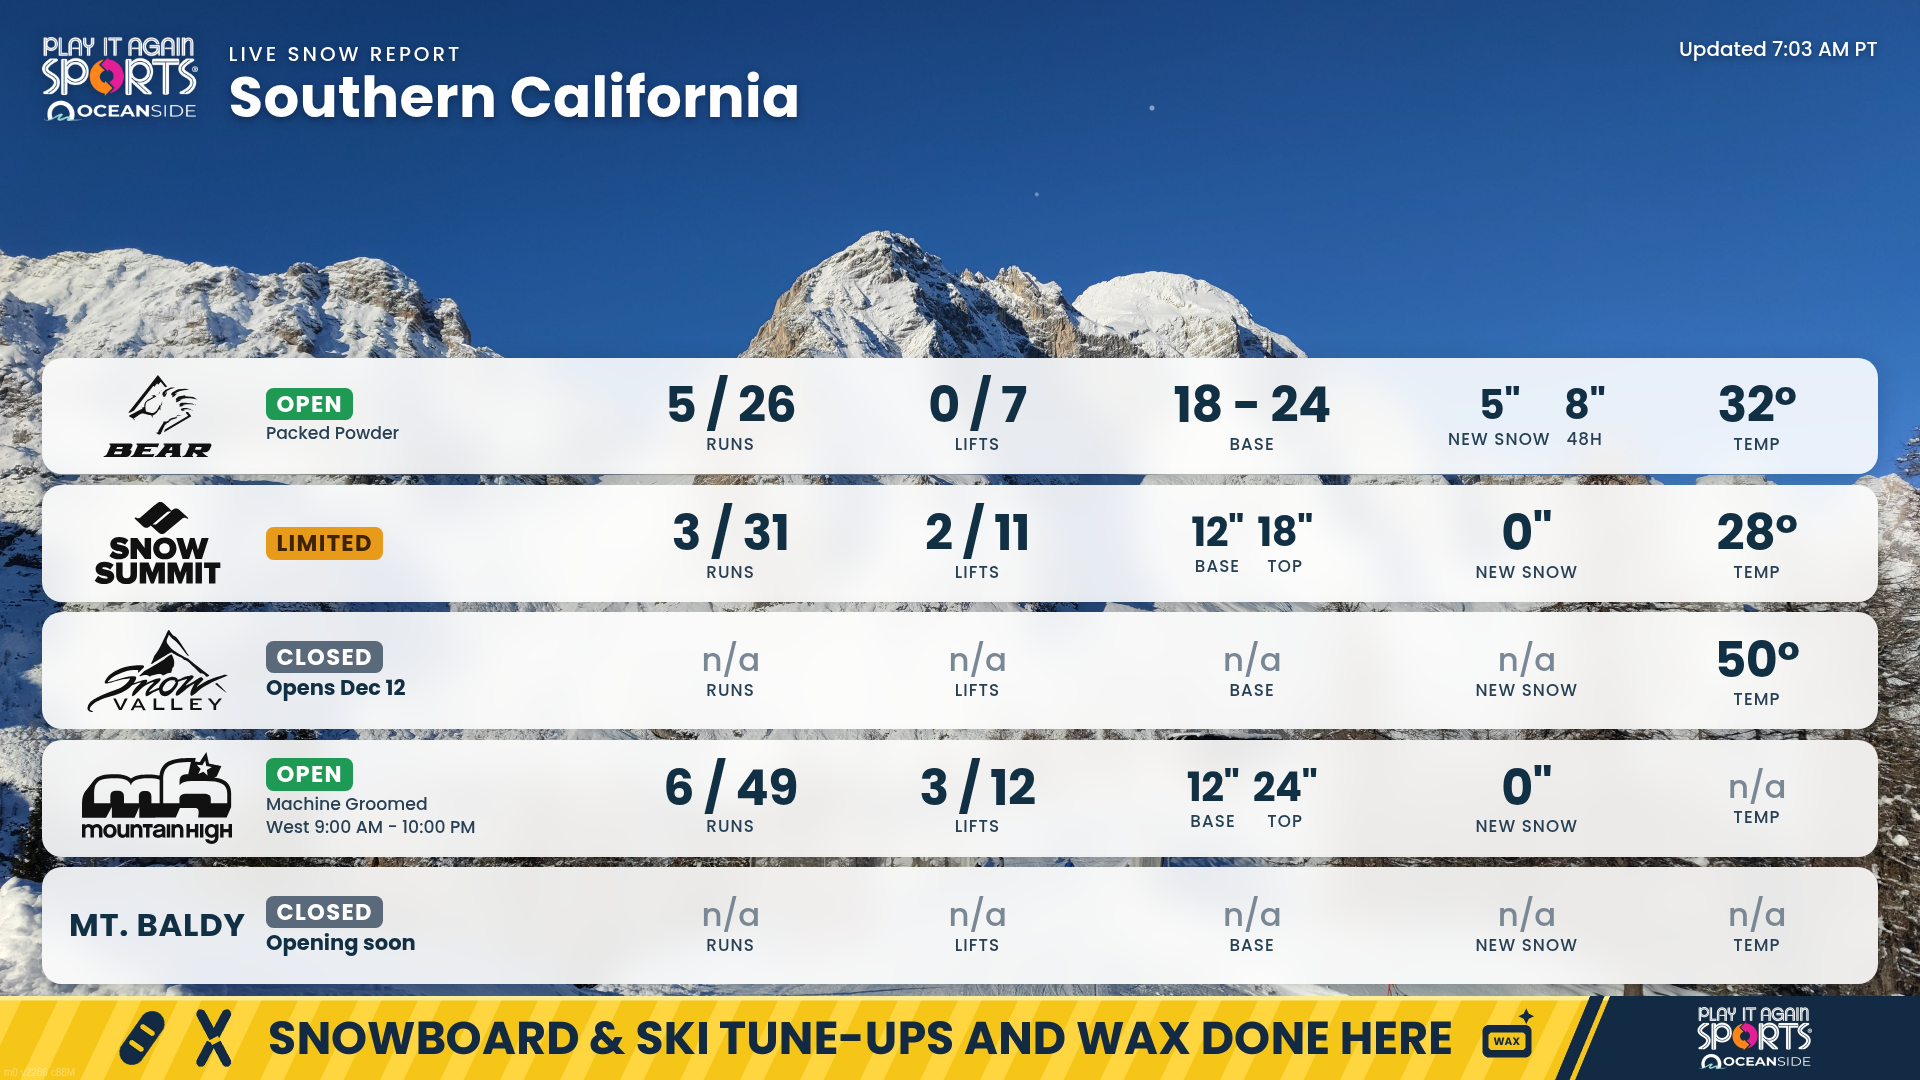 PLAY IT AGAIN
SPORTS
OCEANSIDE
LIVE SNOW REPORT
Southern California
Updated 7:03 AM PT
BEAR
OPEN
Packed Powder
5 / 26
RUNS
0 / 7
LIFTS
18 – 24
BASE
5" 8"
NEW SNOW 48H
32°
TEMP
SNOW
SUMMIT
LIMITED
3 / 31
RUNS
2 / 11
LIFTS
12" 18"
BASE TOP
0"
NEW SNOW
28°
TEMP
Snow
VALLEY
CLOSED
Opens Dec 12
n/a
RUNS
n/a
LIFTS
n/a
BASE
n/a
NEW SNOW
50°
TEMP
mh
mountain HIGH
OPEN
Machine Groomed
West 9:00 AM - 10:00 PM
6 / 49
RUNS
3 / 12
LIFTS
12" 24"
BASE TOP
0"
NEW SNOW
n/a
TEMP
MT. BALDY
CLOSED
Opening soon
n/a
RUNS
n/a
LIFTS
n/a
BASE
n/a
NEW SNOW
n/a
TEMP
SNOWBOARD & SKI TUNE-UPS AND WAX DONE HERE
WAX
PLAY IT AGAIN
SPORTS
OCEANSIDE